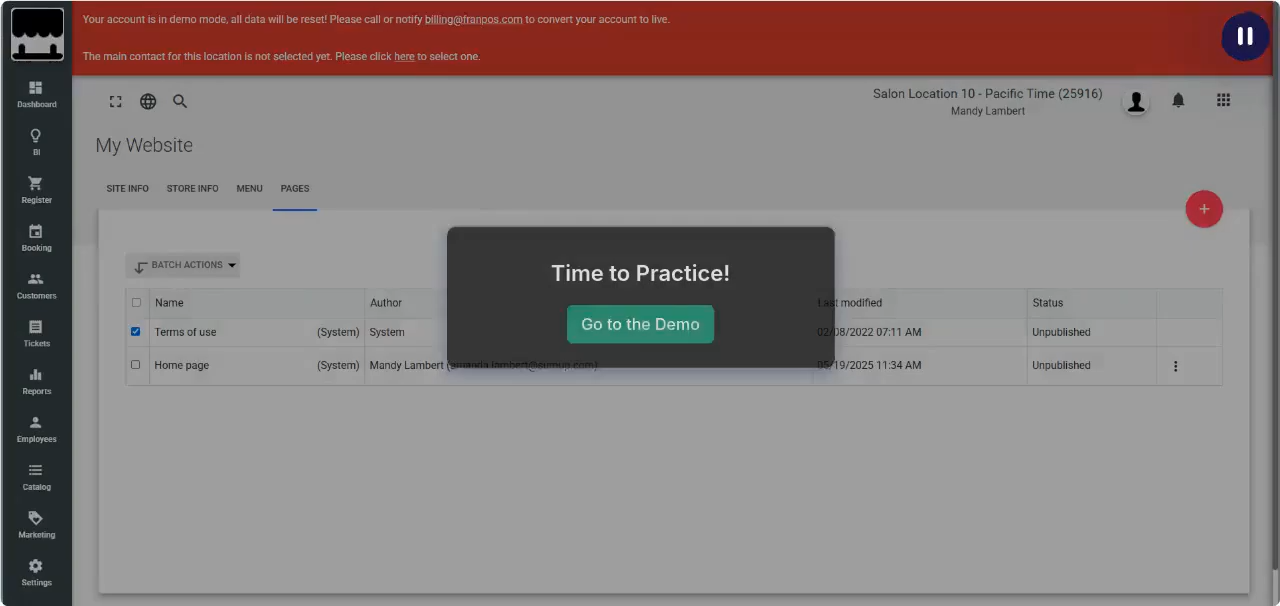 Your account is in demo mode, all data will be reset! Please call or notify billing@franpos.com to convert your account to live.
The main contact for this location is not selected yet. Please click here to select one.
Dashboard
BI
Register
Booking
Customers
Tickets
Reports
Employees
Catalog
Marketing
Settings
Salon Location 10 - Pacific Time (25916)
Mandy Lambert
My Website
SITE INFO STORE INFO MENU PAGES
+
BATCH ACTIONS
Name Author Last modified Status
Terms of use (System) System 02/08/2022 07:11 AM Unpublished
Home page (System) Mandy Lambert (amanda.lambert@sumup.com) 05/19/2025 11:34 AM Unpublished
Time to Practice!
Go to the Demo